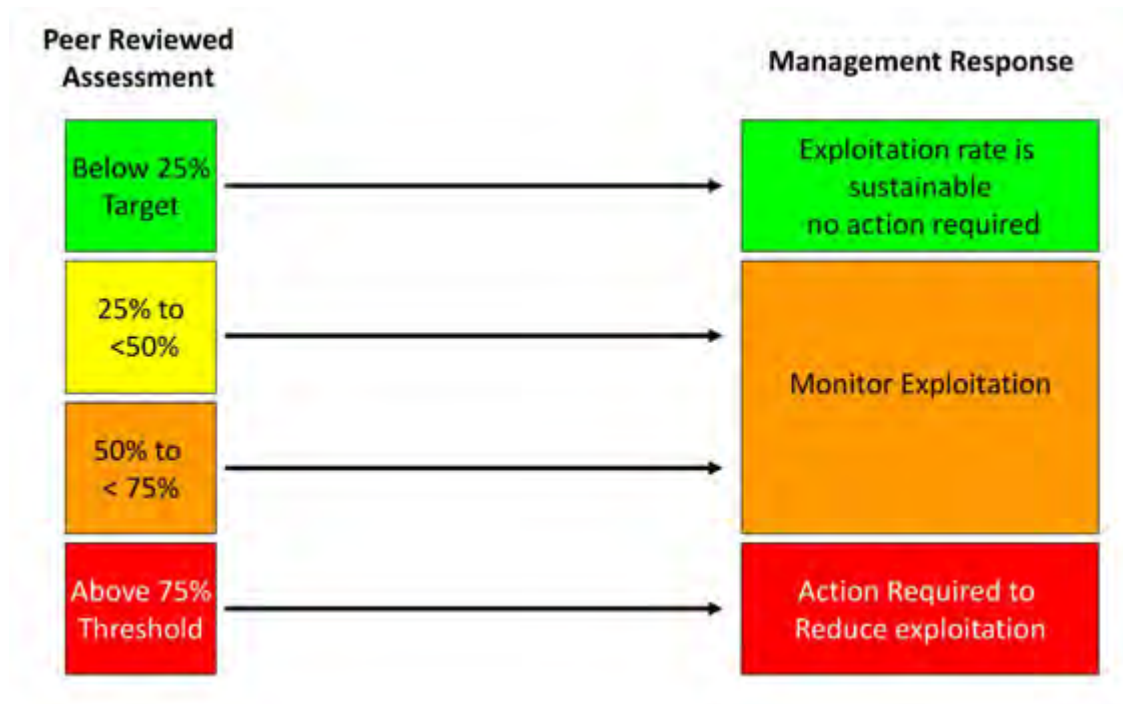 Peer Reviewed
Assessment
Management Response
Below 25%
Target
Exploitation rate is
sustainable
no action required
25% to
<50%
Monitor Exploitation
50% to
< 75%
Above 75%
Threshold
Action Required to
Reduce exploitation